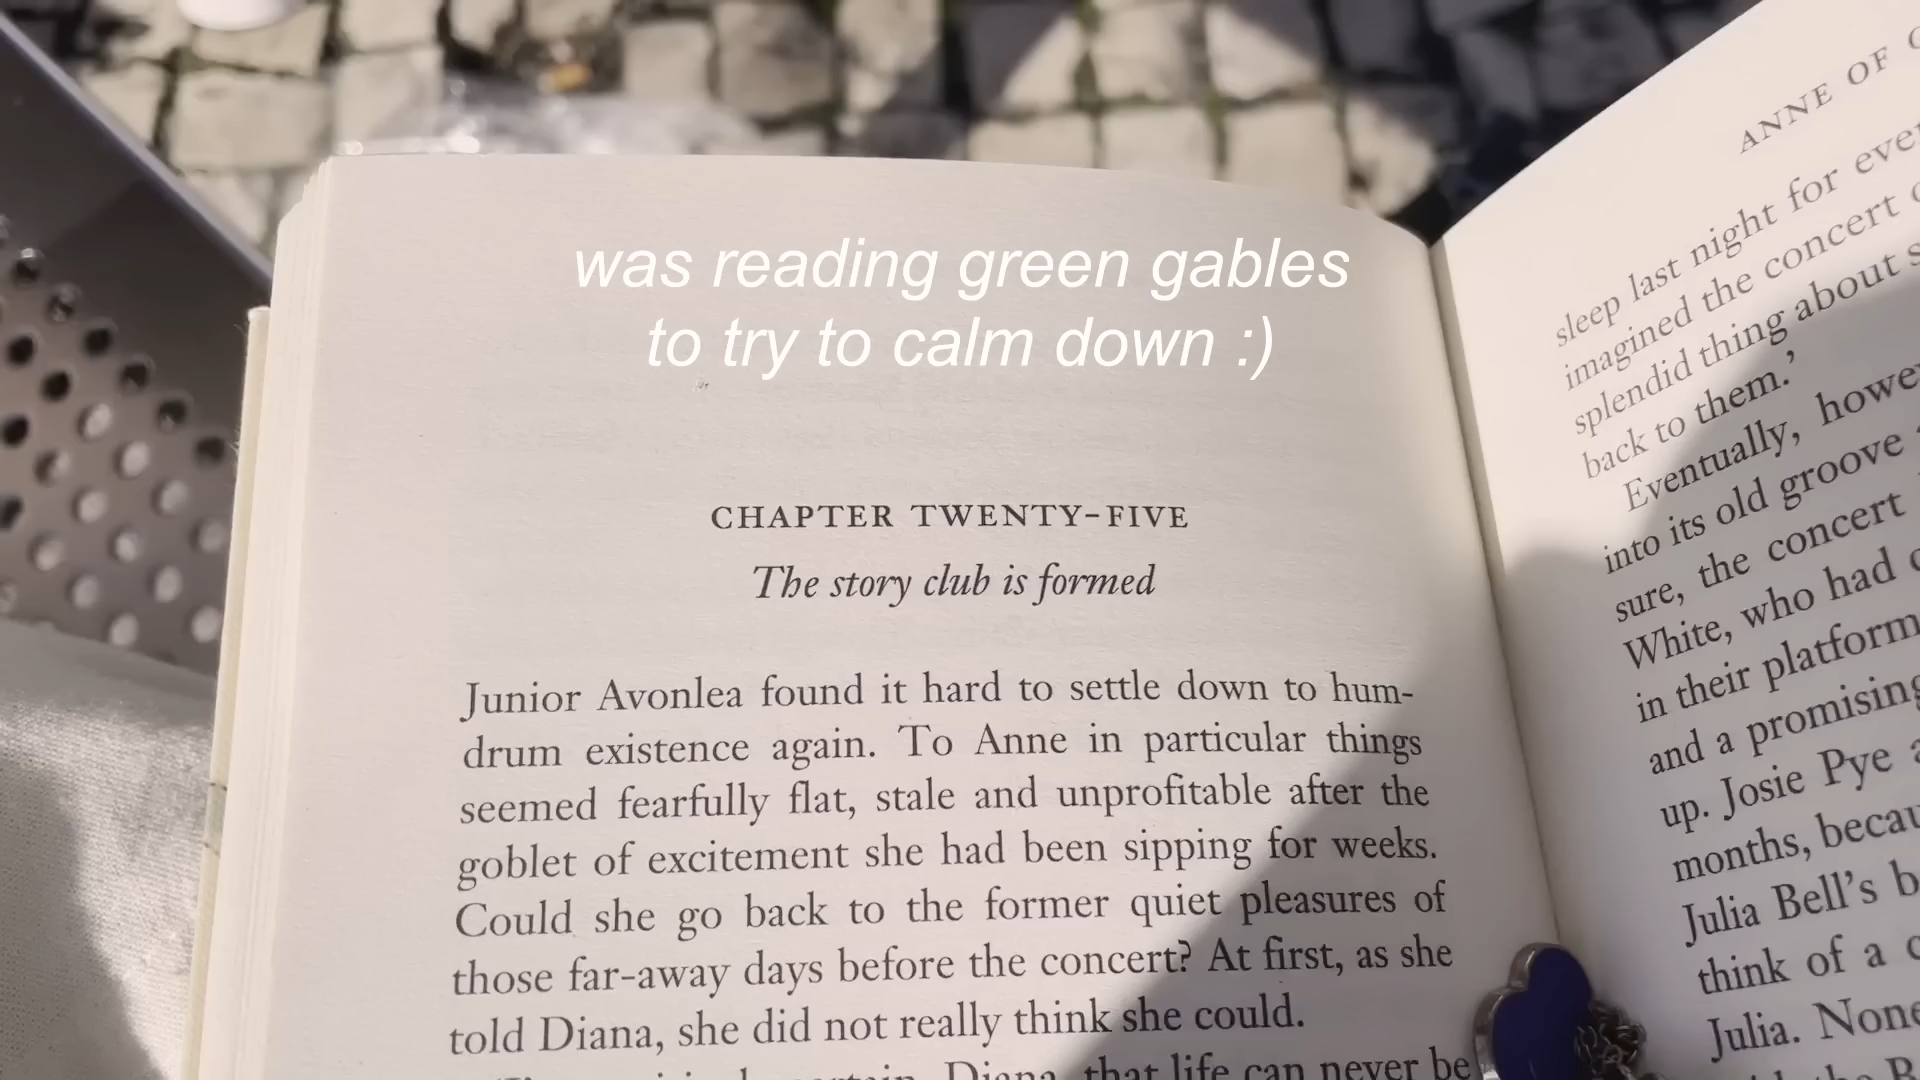 was reading green gables
to try to calm down :)
CHAPTER TWENTY-FIVE
The story club is formed
Junior Avonlea found it hard to settle down to hum-
drum existence again. To Anne in particular things
seemed fearfully flat, stale and unprofitable after the
goblet of excitement she had been sipping for weeks.
Could she go back to the former quiet pleasures of
those far-away days before the concert? At first, as she
told Diana, she did not really think she could.
Diana, that life can never be
ANNE OF
sleep last night for
imagined the concert
splendid thing about
back to them.'
Eventually,
into its old groove
sure, the concert
White, who had
in their platform
and a promising
up. Josie Pye
months,
Julia Bell's
think of a
Julia. None